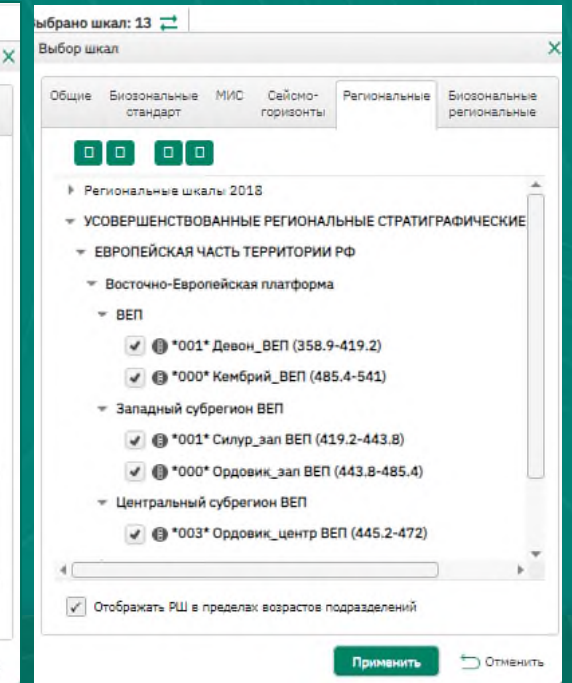 Выбрано шкал: 13
Выбор шкал
Общие Биозональные стандарт МИС Сейсмо-горизонты Региональные Биозональные региональные
Региональные шкалы 2018
УСОВЕРШЕНСТВОВАННЫЕ РЕГИОНАЛЬНЫЕ СТРАТИГРАФИЧЕСКИЕ
ЕВРОПЕЙСКАЯ ЧАСТЬ ТЕРРИТОРИИ РФ
Восточно-Европейская платформа
ВЕП
*001* Девон_ВЕП (358.9-419.2)
*000* Кембрий_ВЕП (485.4-541)
Западный субрегион ВЕП
*001* Силур_зап ВЕП (419.2-443.8)
*000* Ордовик_зап ВЕП (443.8-485.4)
Центральный субрегион ВЕП
*003* Ордовик_центр ВЕП (445.2-472)
Отображать РШ в пределах возрастов подразделений
Применить Отменить